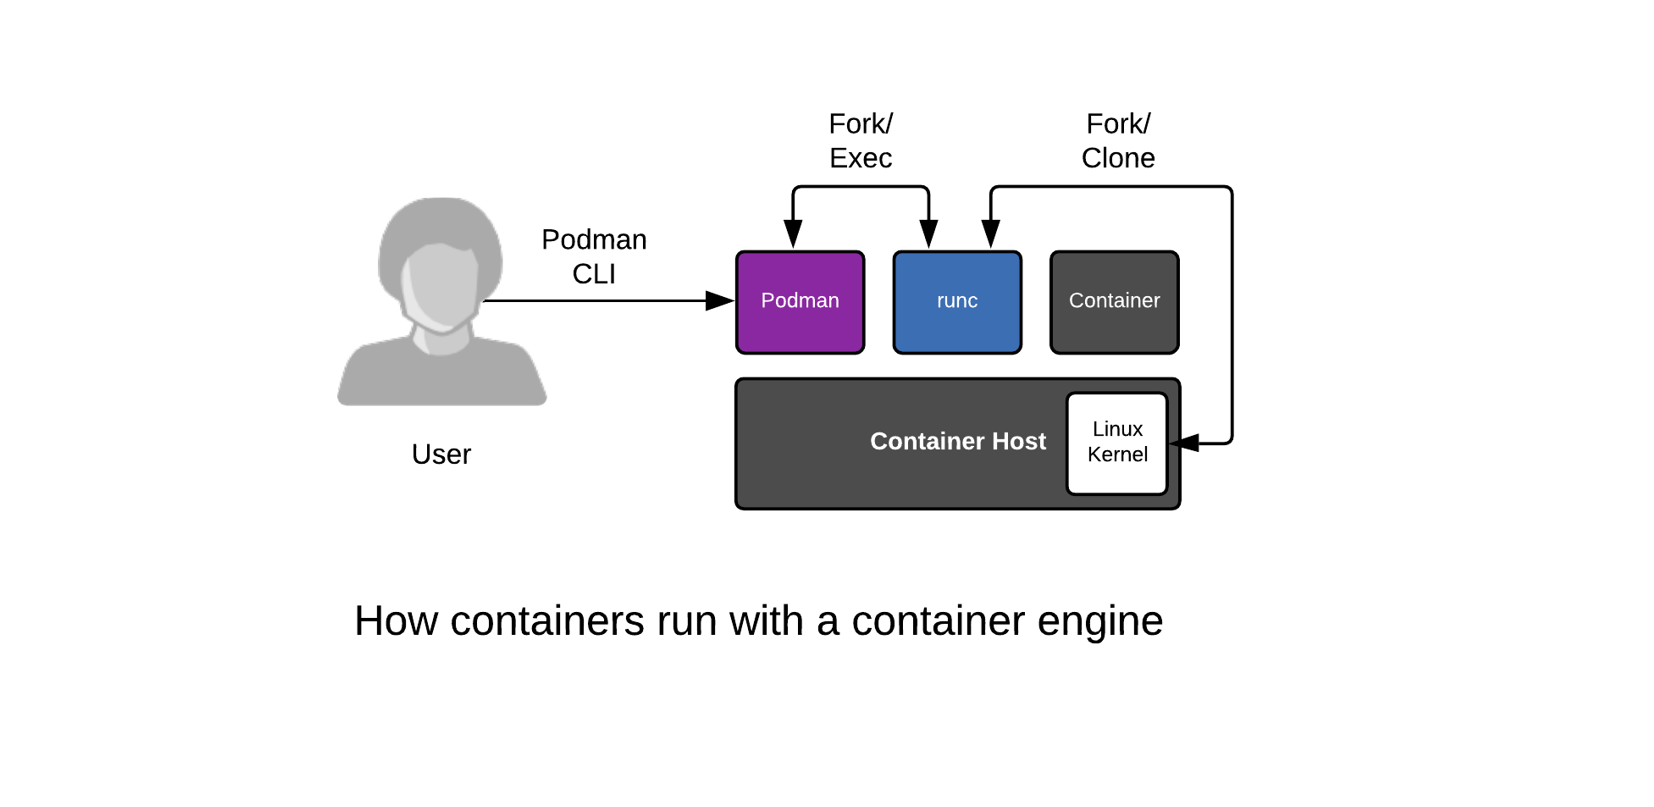 Fork/
Exec
Fork/
Clone
Podman
CLI
Podman
runc
Container
Container Host
Linux
Kernel
User
How containers run with a container engine